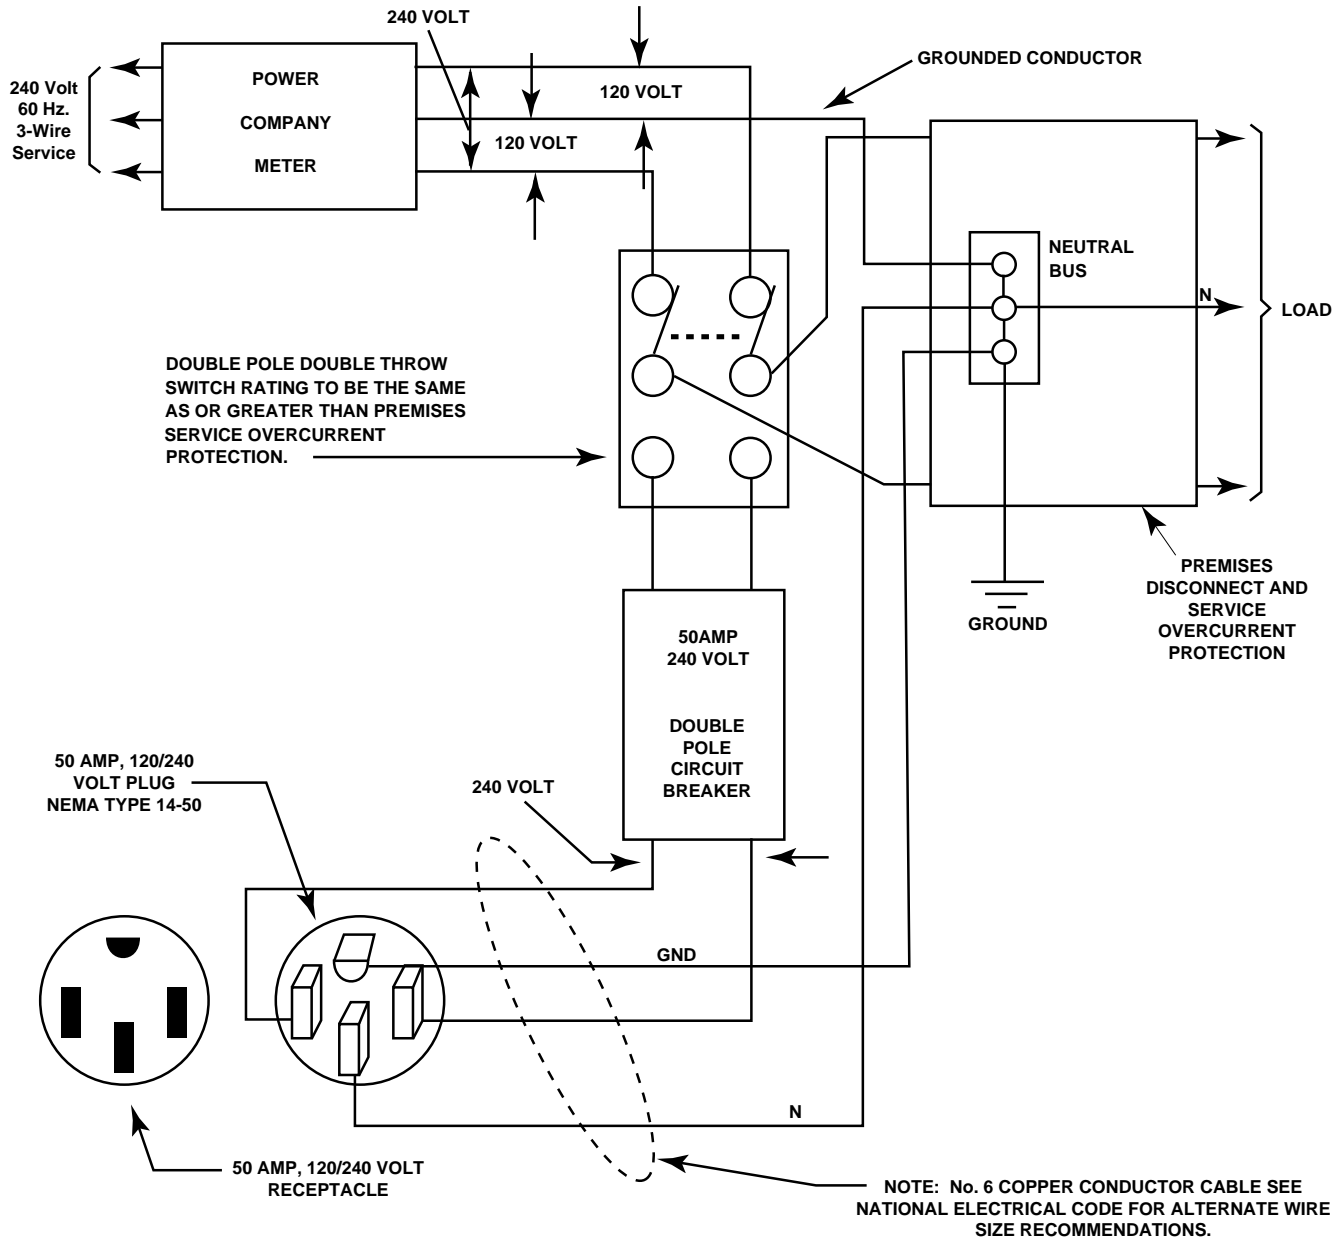 240 VOLT
GROUNDED CONDUCTOR
240 Volt
60 Hz.
3-Wire
Service
POWER
COMPANY
METER
120 VOLT
120 VOLT
NEUTRAL
BUS
N
LOAD
DOUBLE POLE DOUBLE THROW
SWITCH RATING TO BE THE SAME
AS OR GREATER THAN PREMISES
SERVICE OVERCURRENT
PROTECTION.
GROUND
PREMISES
DISCONNECT AND
SERVICE
OVERCURRENT
PROTECTION
50AMP
240 VOLT
DOUBLE
POLE
CIRCUIT
BREAKER
50 AMP, 120/240
VOLT PLUG
NEMA TYPE 14-50
240 VOLT
GND
N
50 AMP, 120/240 VOLT
RECEPTACLE
NOTE: No. 6 COPPER CONDUCTOR CABLE SEE
NATIONAL ELECTRICAL CODE FOR ALTERNATE WIRE
SIZE RECOMMENDATIONS.